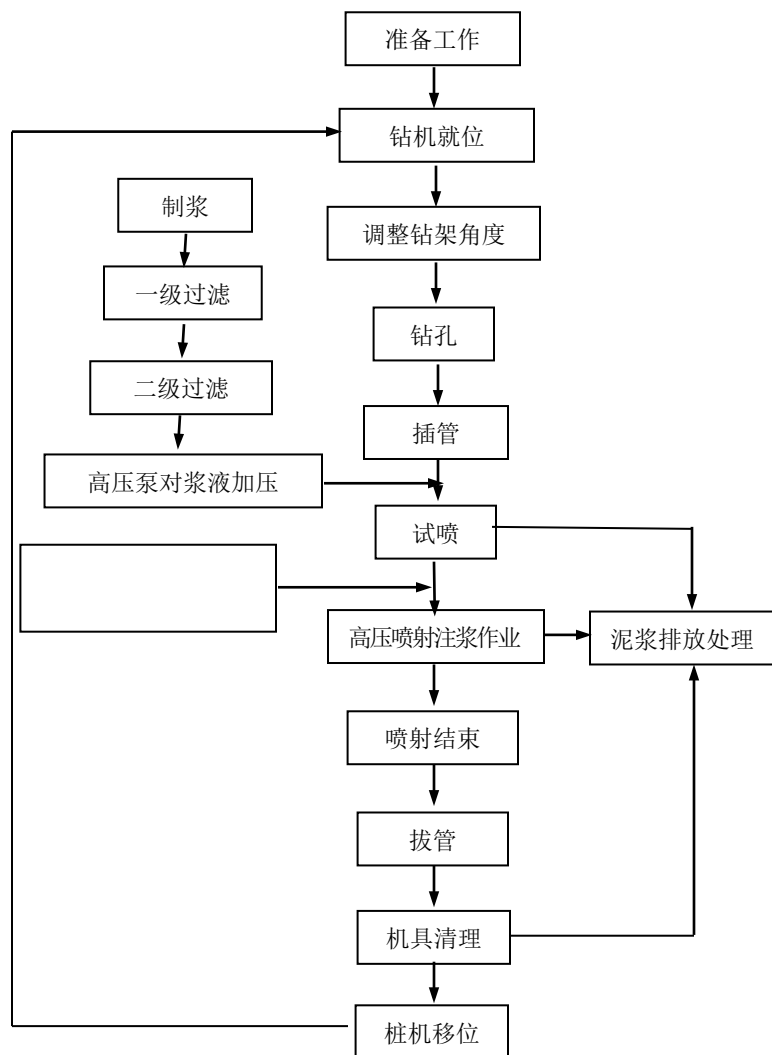 准备工作
钻机就位
制浆
调整钻架角度
一级过滤
钻孔
二级过滤
插管
高压泵对浆液加压
试喷
高压喷射注浆作业
泥浆排放处理
喷射结束
拔管
机具清理
桩机移位